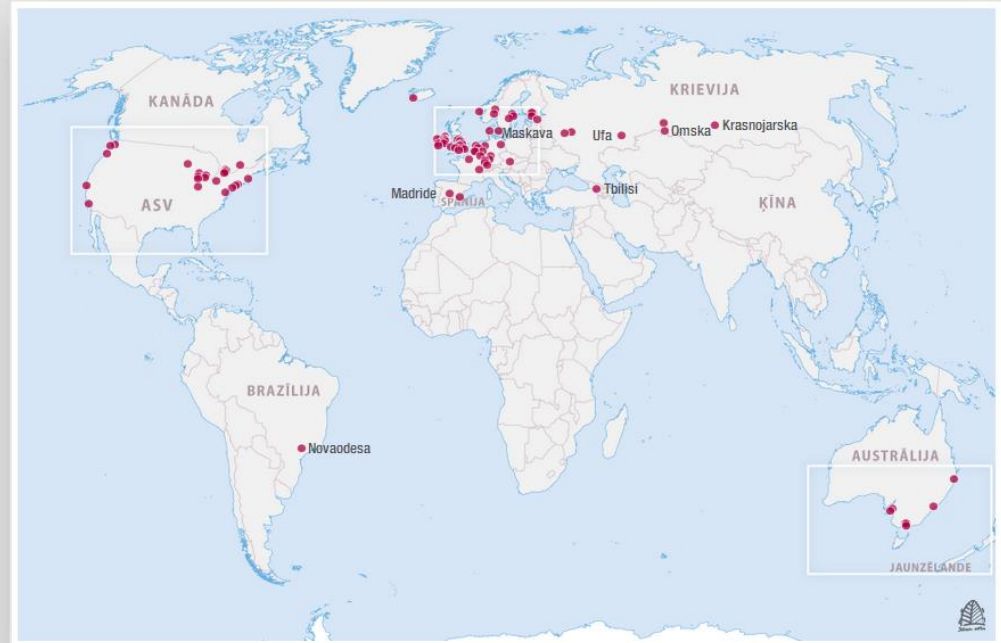 KANĀDA
KRIEVIJA
Maskava
Ufa
Omska
Krasnojarska
Madride
SPĀNIJA
Tbilisi
ASV
ĶĪNA
BRAZĪLIJA
Novaodesa
AUSTRĀLIJA
JAUNZĒLANDE